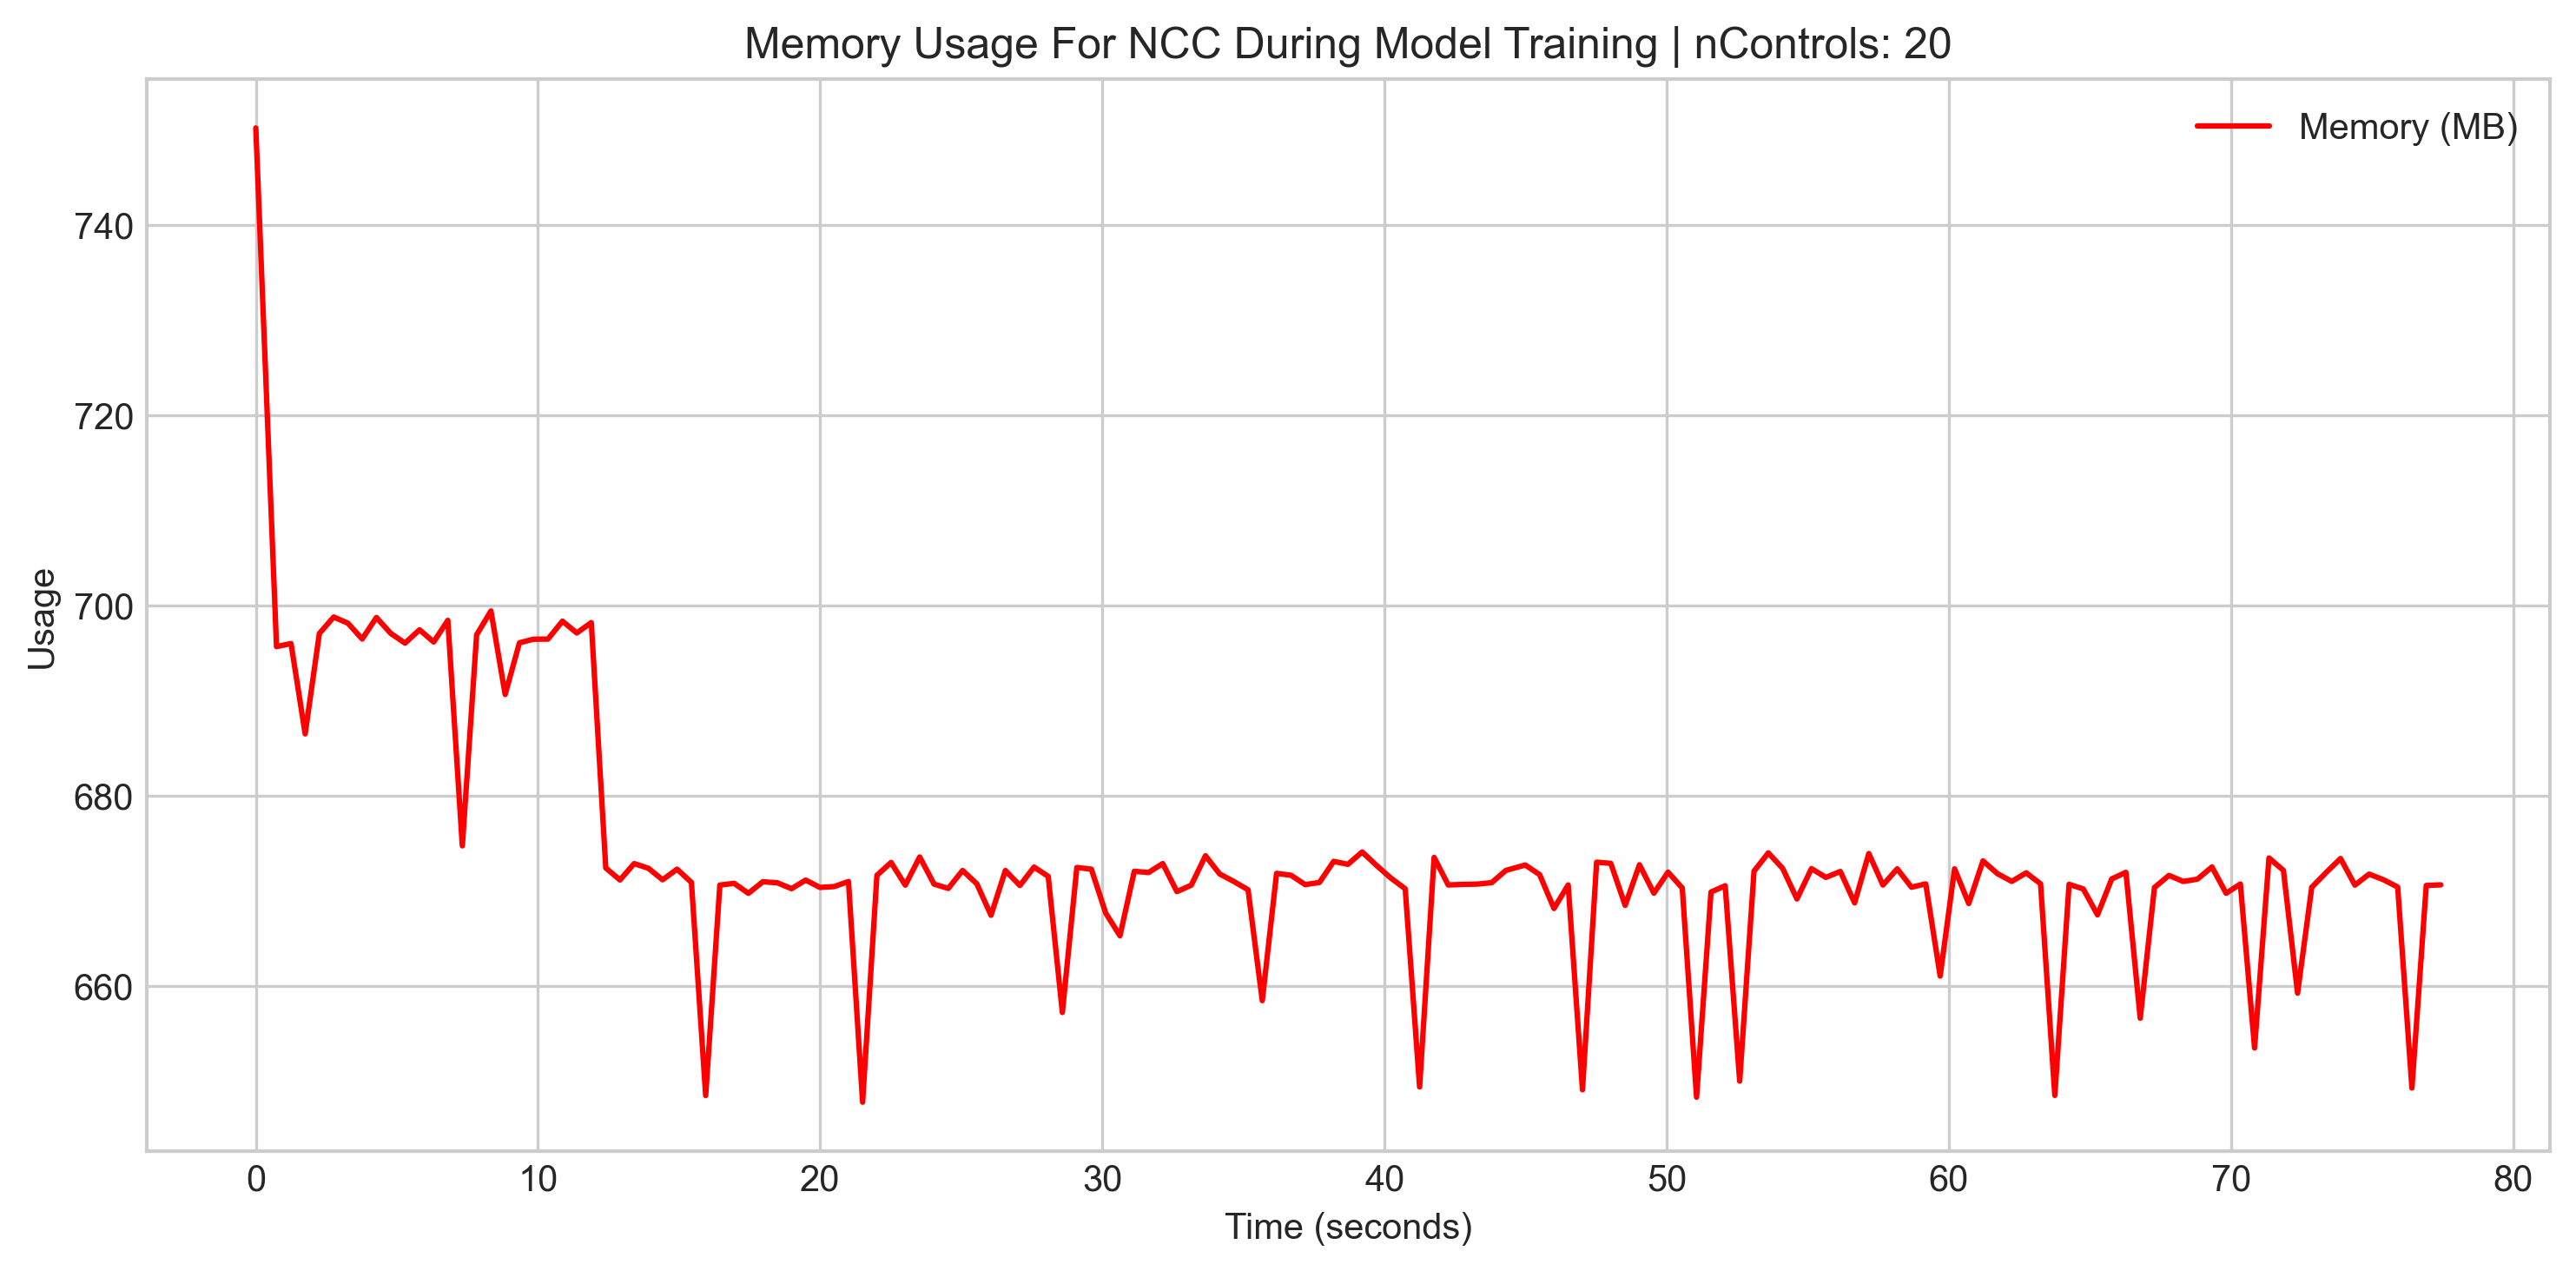 Memory Usage For NCC During Model Training | nControls: 20
Memory (MB)
740
720
700
680
660
Usage
0 10 20 30 40 50 60 70 80
Time (seconds)